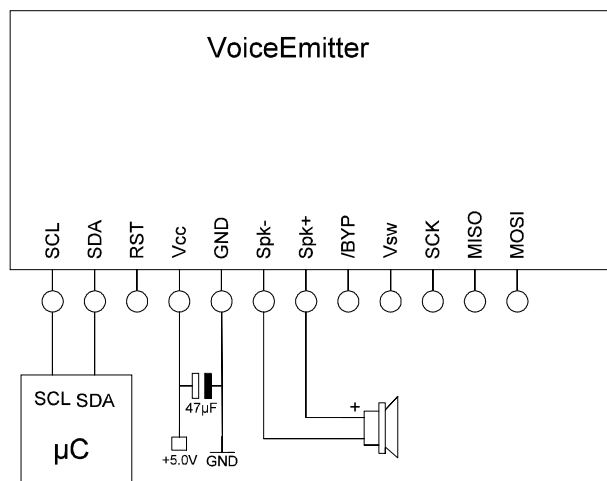 VoiceEmitter
SCL
SDA
RST
Vcc
GND
Spk-
Spk+
/BYP
Vsw
SCK
MISO
MOSI
SCL SDA
µC
47µF
+5.0V
GND
+